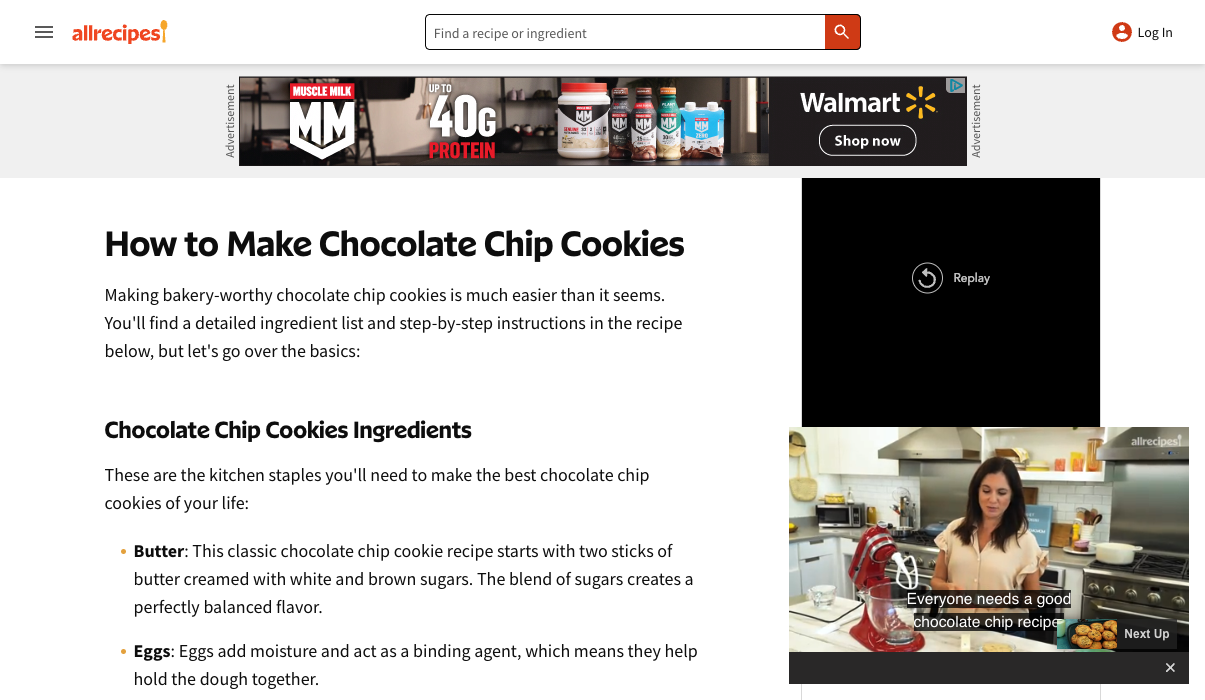 allrecipes
Find a recipe or ingredient
Log In
Advertisement
MUSCLE MILK
MM
UP TO
40G
PROTEIN
Walmart
Shop now
Advertisement
How to Make Chocolate Chip Cookies
Making bakery-worthy chocolate chip cookies is much easier than it seems.
You'll find a detailed ingredient list and step-by-step instructions in the recipe
below, but let's go over the basics:
Chocolate Chip Cookies Ingredients
These are the kitchen staples you'll need to make the best chocolate chip
cookies of your life:
• Butter: This classic chocolate chip cookie recipe starts with two sticks of
butter creamed with white and brown sugars. The blend of sugars creates a
perfectly balanced flavor.
• Eggs: Eggs add moisture and act as a binding agent, which means they help
hold the dough together.
Replay
allrecipes
Everyone needs a good
chocolate chip recipe
Next Up